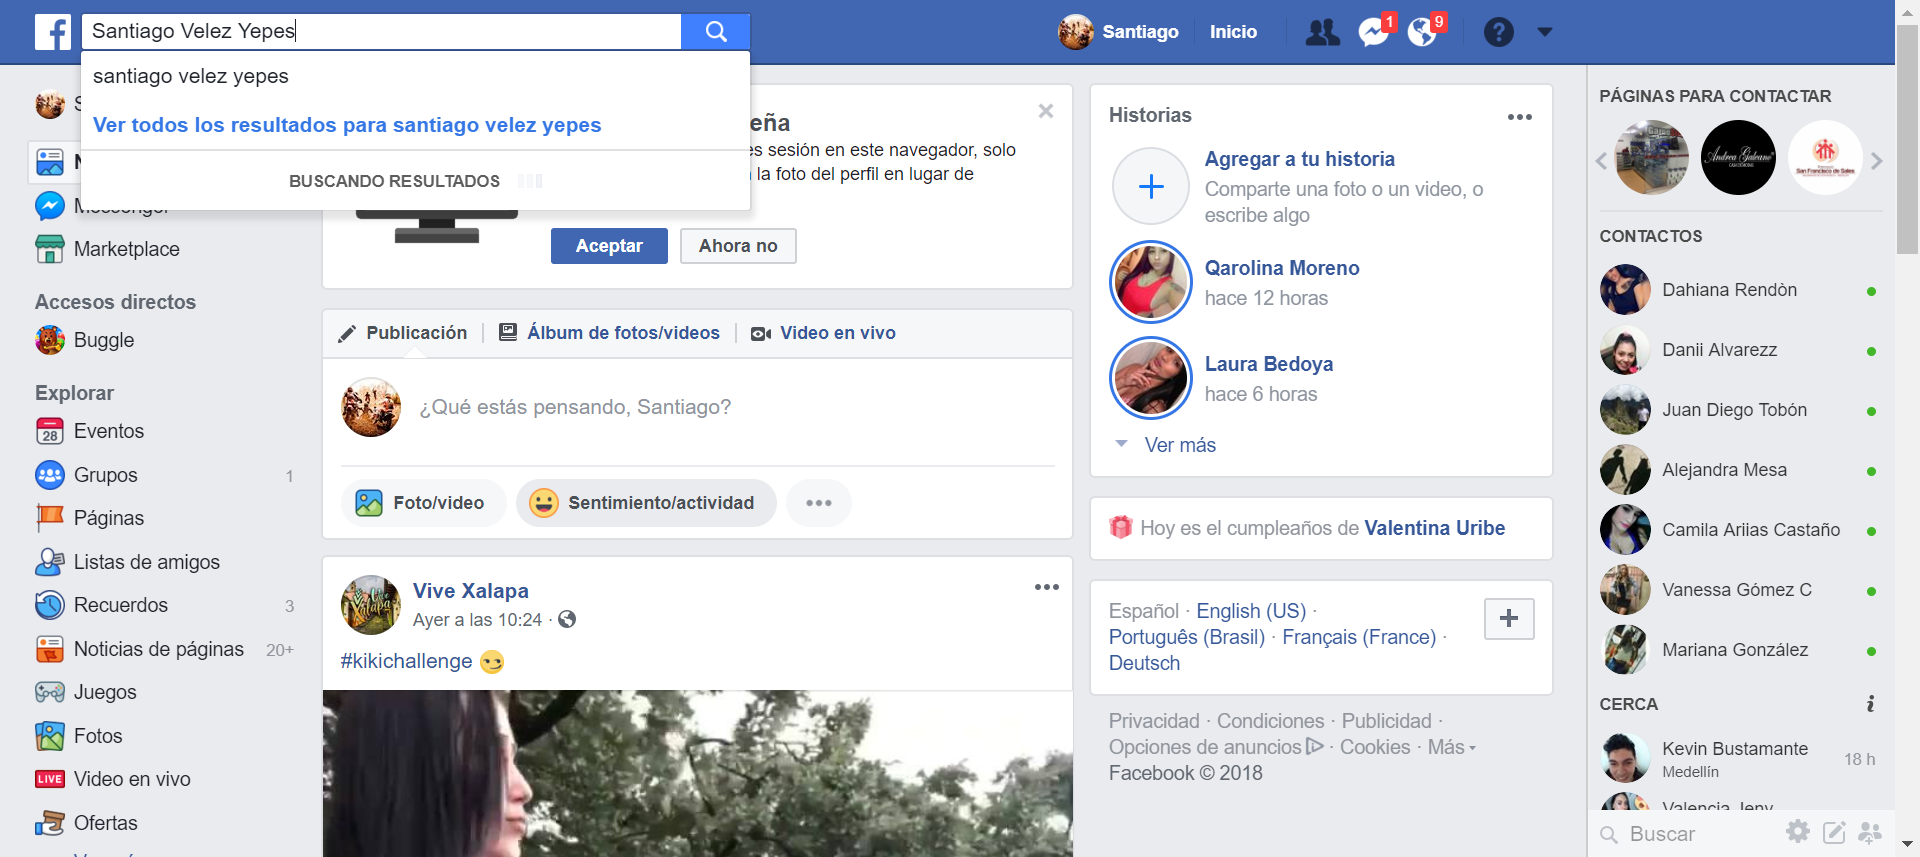 Santiago Velez Yepes
santiago velez yepes
Ver todos los resultados para santiago velez yepes
BUSCANDO RESULTADOS
Santiago
Inicio
1
9
Messenger
Marketplace
Accesos directos
Buggle
Explorar
28
Eventos
Grupos 1
Páginas
Listas de amigos
Recuerdos 3
Noticias de páginas 20+
Juegos
Fotos
LIVE
Video en vivo
Ofertas
eña
es sesión en este navegador, solo
la foto del perfil en lugar de
Aceptar
Ahora no
Publicación
Álbum de fotos/videos
Video en vivo
¿Qué estás pensando, Santiago?
Foto/video
Sentimiento/actividad
Vive Xalapa
Ayer a las 10:24 ·
#kikichallenge
Historias
Agregar a tu historia
Comparte una foto o un video, o
escribe algo
Qarolina Moreno
hace 12 horas
Laura Bedoya
hace 6 horas
Ver más
Hoy es el cumpleaños de Valentina Uribe
Español · English (US) ·
Português (Brasil) · Français (France) ·
Deutsch
Privacidad · Condiciones · Publicidad ·
Opciones de anuncios · Cookies · Más
Facebook © 2018
PÁGINAS PARA CONTACTAR
Andrea Galeano
San Francisco de Sales
CONTACTOS
Dahiana Rendòn
Danii Alvarezz
Juan Diego Tobón
Alejandra Mesa
Camila Ariias Castaño
Vanessa Gómez C
Mariana González
CERCA
Kevin Bustamante
Medellín
18 h
Valencia Jeny
Buscar